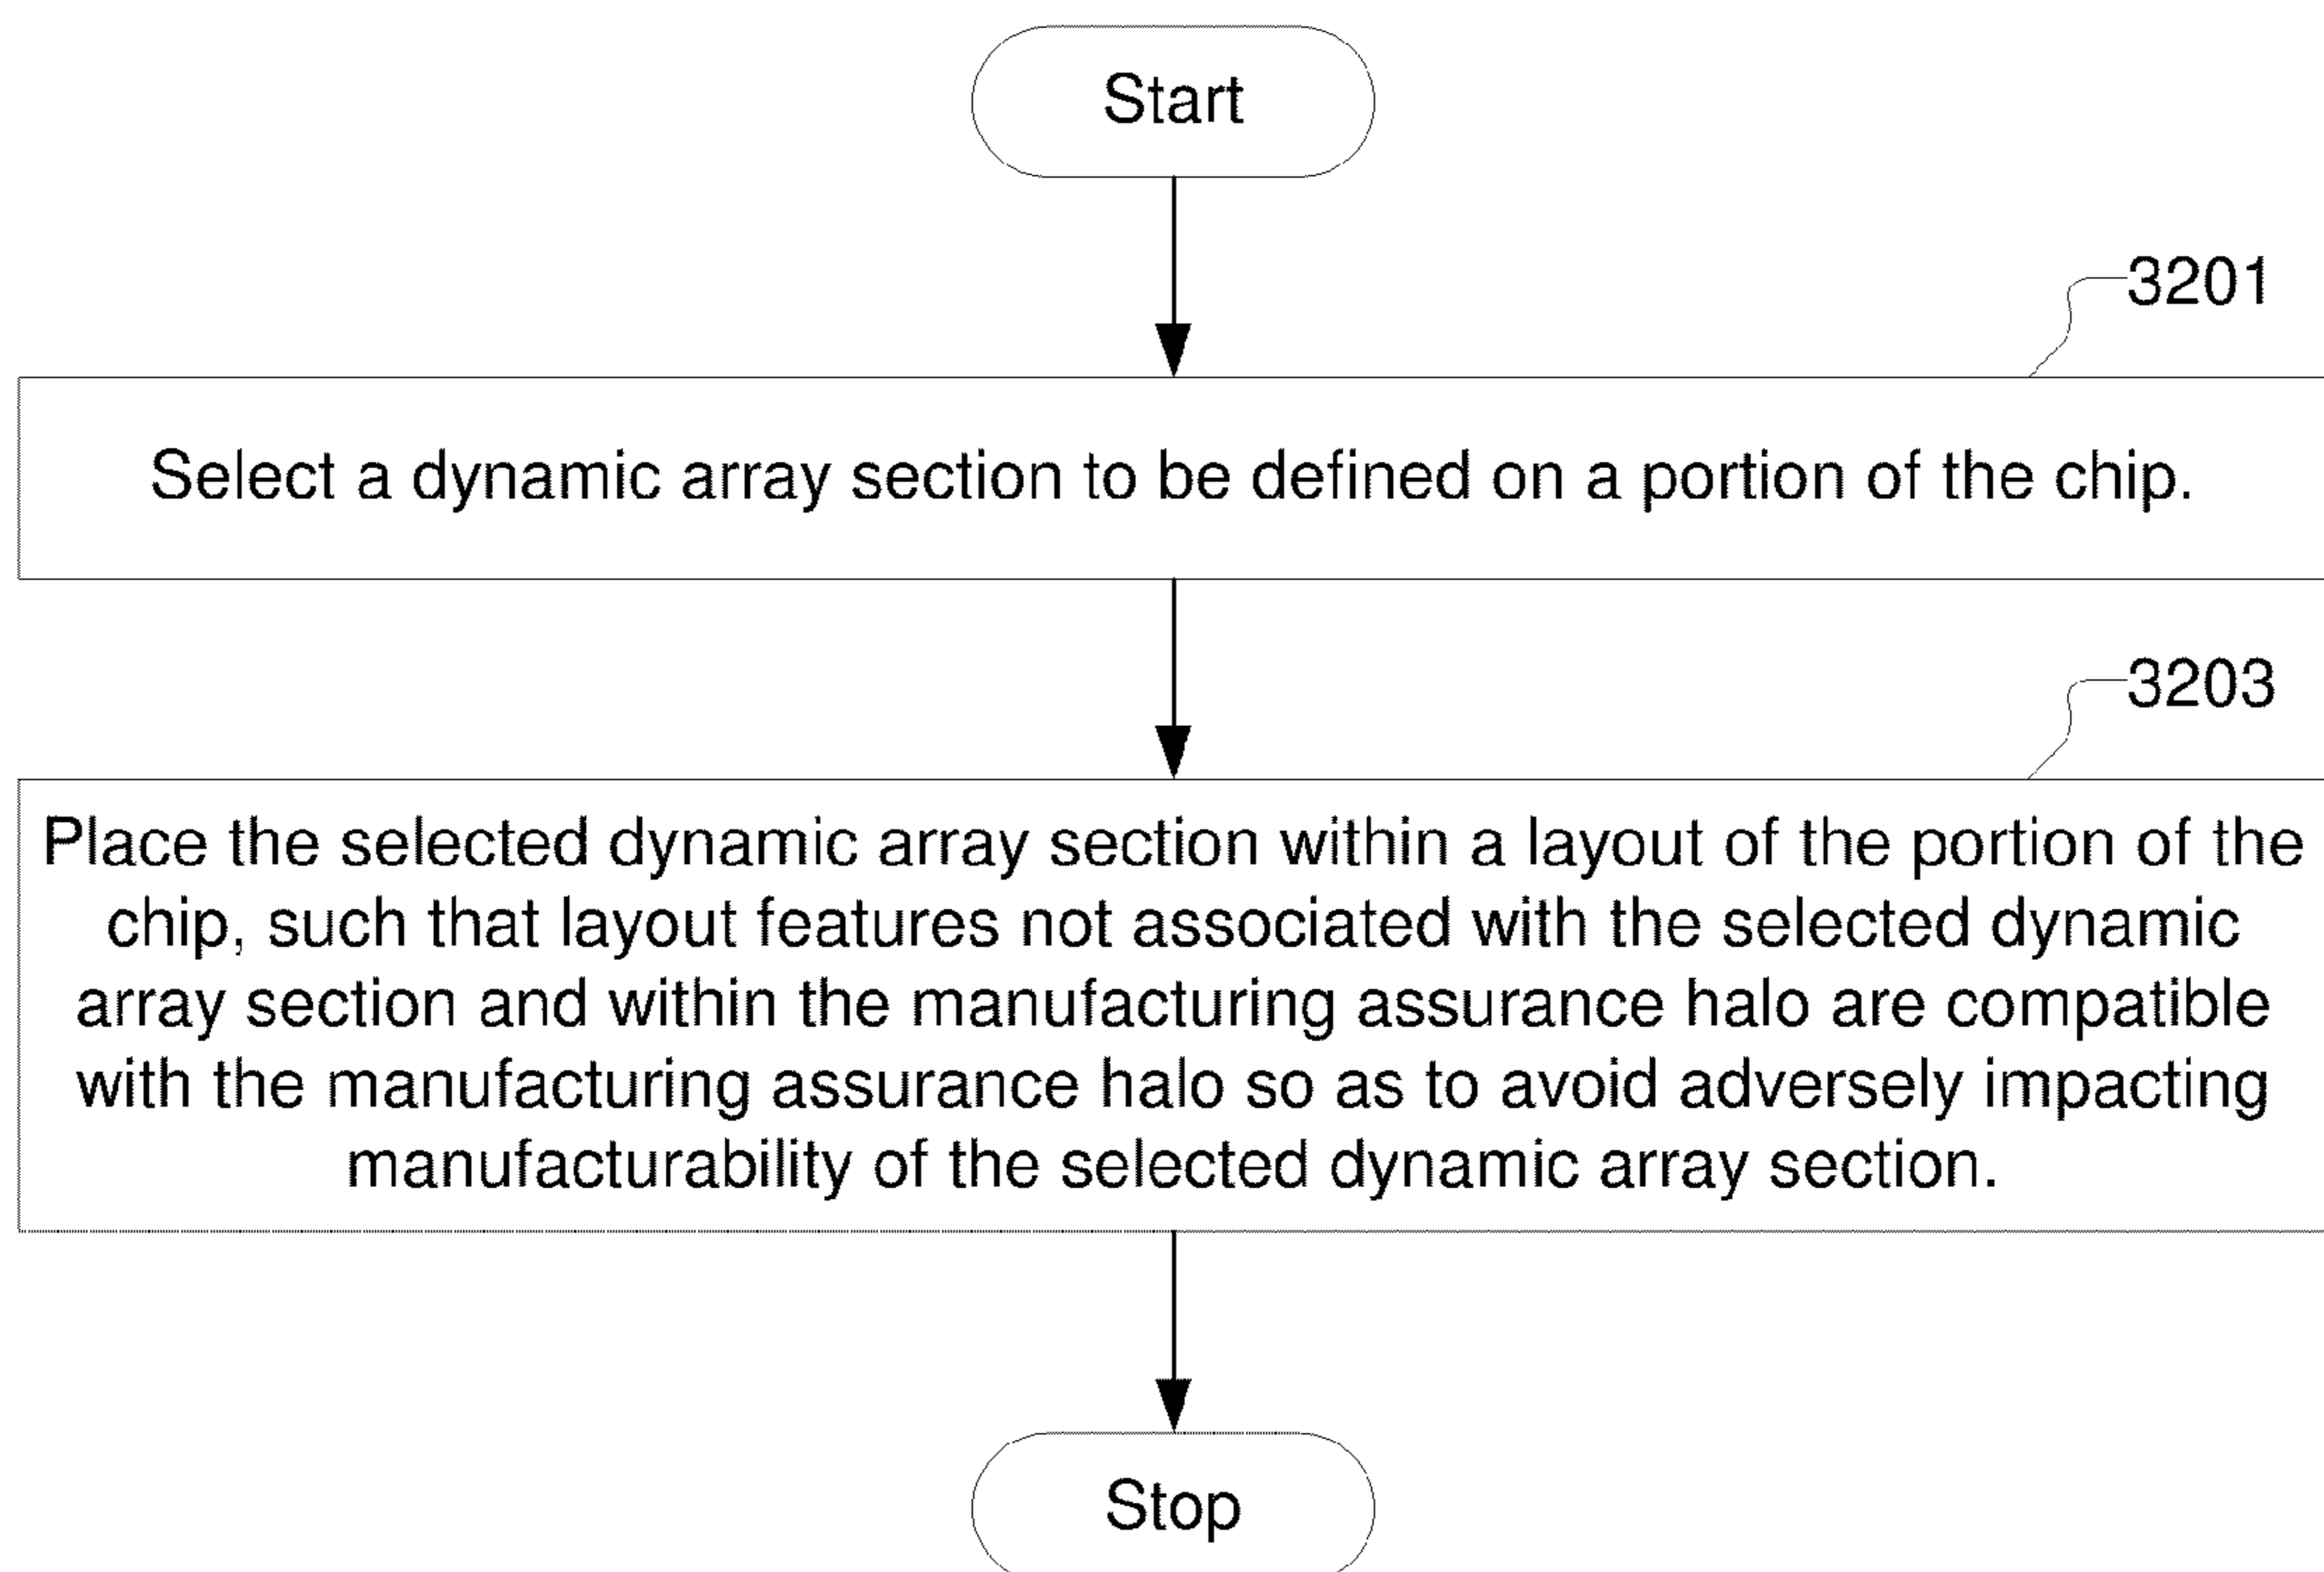 Start
3201
Select a dynamic array section to be defined on a portion of the chip.
3203
Place the selected dynamic array section within a layout of the portion of the
chip, such that layout features not associated with the selected dynamic
array section and within the manufacturing assurance halo are compatible
with the manufacturing assurance halo so as to avoid adversely impacting
manufacturability of the selected dynamic array section.
Stop